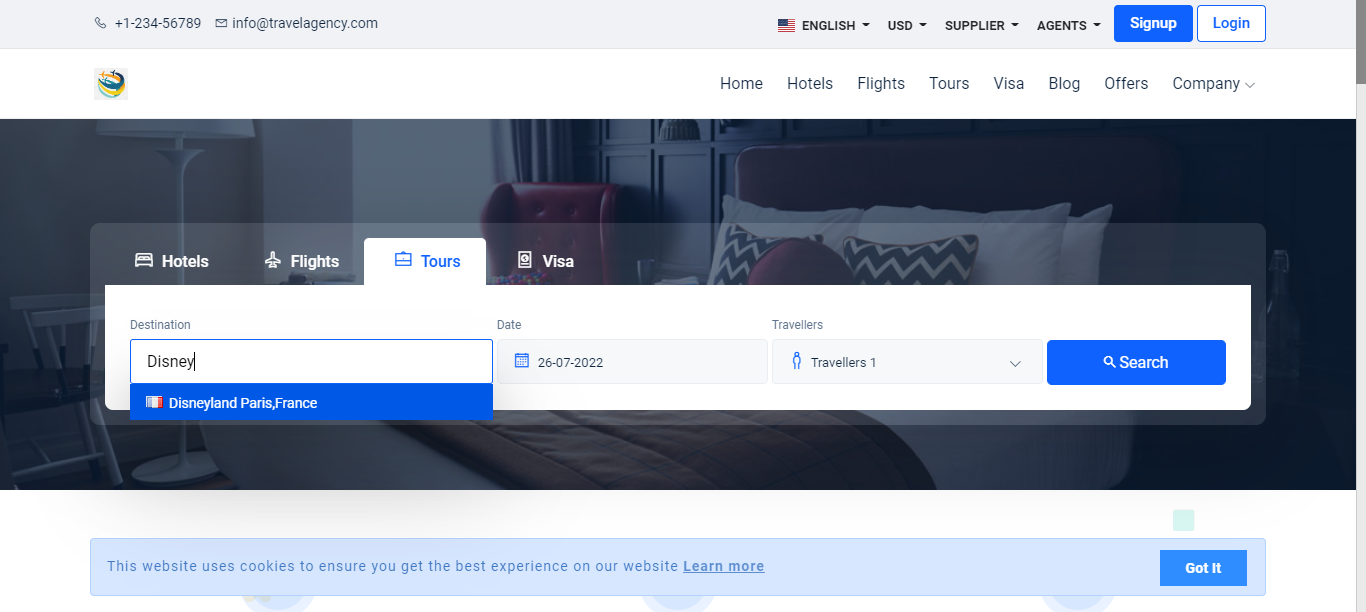 +1-234-56789 info@travelagency.com ENGLISH USD SUPPLIER AGENTS Signup Login
Home Hotels Flights Tours Visa Blog Offers Company
Hotels Flights Tours Visa
Destination Date Travellers
Disney 26-07-2022 Travellers 1 Search
Disneyland Paris,France
This website uses cookies to ensure you get the best experience on our website Learn more Got It